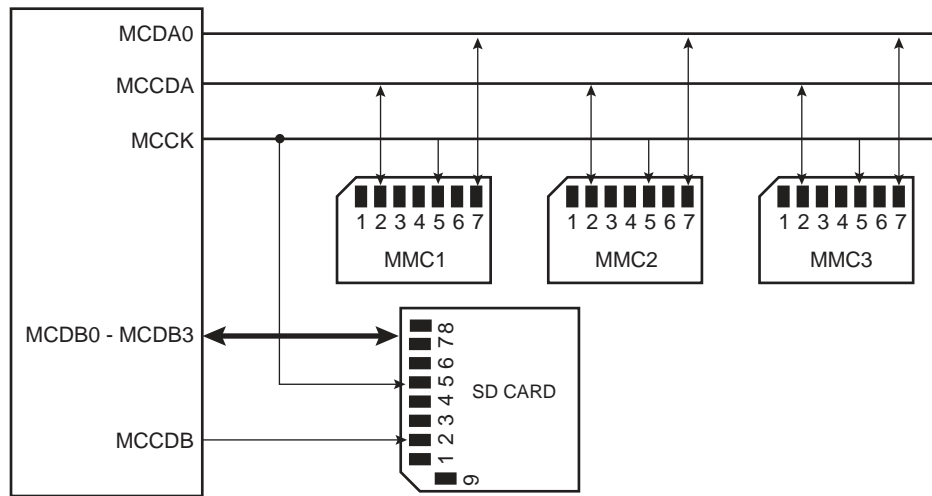 MCDA0
MCCDA
MCCK
1 2 3 4 5 6 7
MMC1
1 2 3 4 5 6 7
MMC2
1 2 3 4 5 6 7
MMC3
MCDB0 - MCDB3
MCCDB
1 2 3 4 5 6 7 8
9
SD CARD